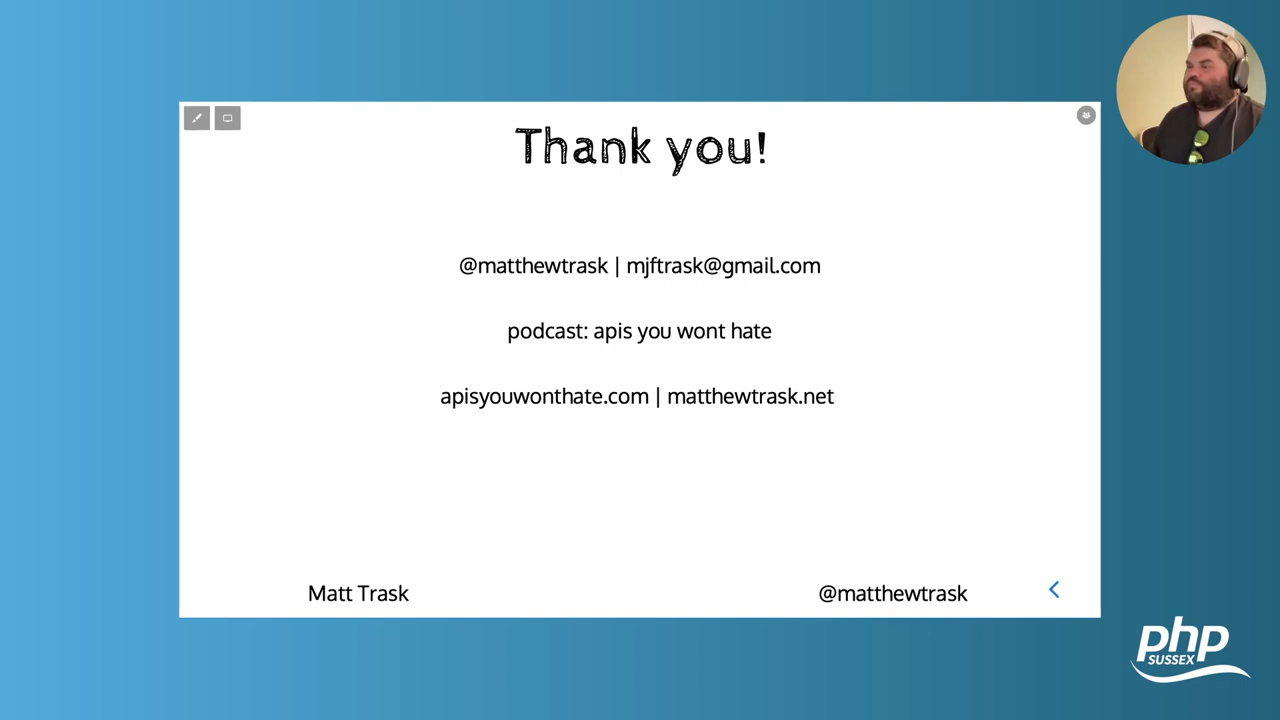 Thank you!
@matthewtrask | mjftrask@gmail.com
podcast: apis you wont hate
apisyouwonthate.com | matthewtrask.net
Matt Trask
@matthewtrask
php
SUSSEX